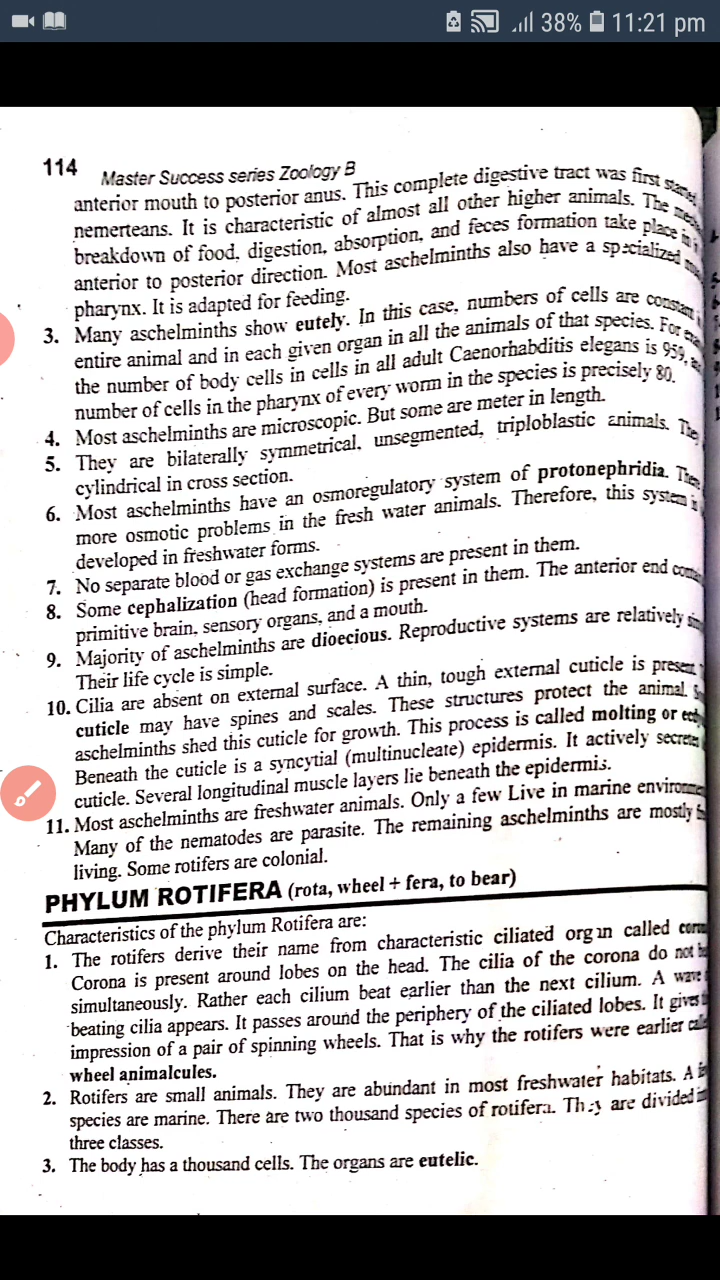 38% 11:21 pm
114 Master Success series Zoology B
anterior mouth to posterior anus. This complete digestive tract was first
nemerteans. It is characteristic of almost all other higher animals. The
breakdown of food, digestion, absorption, and feces formation take place in
anterior to posterior direction. Most aschelminths also have a specialized
pharynx. It is adapted for feeding.
3. Many aschelminths show eutely. In this case, numbers of cells are
entire animal and in each given organ in all the animals of that species. For
the number of body cells in cells in all adult Caenorhabditis elegans is 959,
number of cells in the pharynx of every worm in the species is precisely 80.
4. Most aschelminths are microscopic. But some are meter in length.
5. They are bilaterally symmetrical, unsegmented, triploblastic animals. They
cylindrical in cross section.
6. Most aschelminths have an osmoregulatory system of protonephridia.
more osmotic problems in the fresh water animals. Therefore, this system
developed in freshwater forms.
7. No separate blood or gas exchange systems are present in them.
8. Some cephalization (head formation) is present in them. The anterior end
primitive brain, sensory organs, and a mouth.
9. Majority of aschelminths are dioecious. Reproductive systems are relatively
Their life cycle is simple.
10. Cilia are absent on external surface. A thin, tough external cuticle is present
cuticle may have spines and scales. These structures protect the animal.
aschelminths shed this cuticle for growth. This process is called molting or
Beneath the cuticle is a syncytial (multinucleate) epidermis. It actively secretes
cuticle. Several longitudinal muscle layers lie beneath the epidermis.
11. Most aschelminths are freshwater animals. Only a few Live in marine
Many of the nematodes are parasite. The remaining aschelminths are mostly
living. Some rotifers are colonial.
PHYLUM ROTIFERA (rota, wheel + fera, to bear)
Characteristics of the phylum Rotifera are:
1. The rotifers derive their name from characteristic ciliated organ called
Corona is present around lobes on the head. The cilia of the corona do not
simultaneously. Rather each cilium beat earlier than the next cilium. A wave
beating cilia appears. It passes around the periphery of the ciliated lobes. It gives
impression of a pair of spinning wheels. That is why the rotifers were earlier
wheel animalcules.
2. Rotifers are small animals. They are abundant in most freshwater habitats. A
species are marine. There are two thousand species of rotifera. They are divided
three classes.
3. The body has a thousand cells. The organs are eutelic.